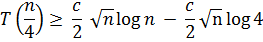 T(n/4) ≥ c/2 √n log n − c/2 √n log 4